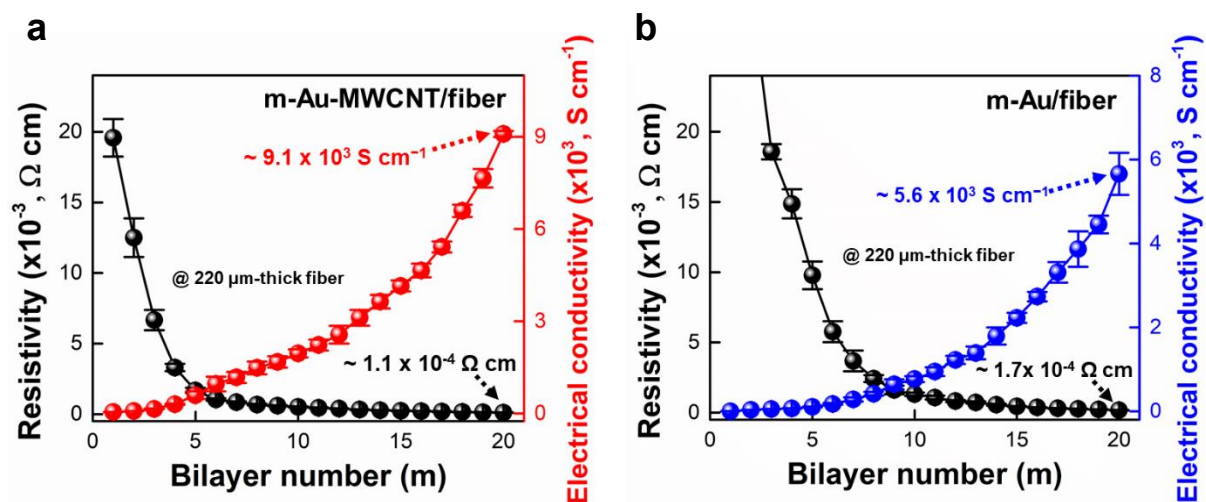 a
m-Au-MWCNT/fiber
~ 9.1 x 10³ S cm⁻¹
@ 220 μm-thick fiber
~ 1.1 x 10⁻⁴ Ω cm
Resistivity (x10⁻³, Ω cm)
20
15
10
5
0
Electrical conductivity (x10³, S cm⁻¹)
9
6
3
0
0 5 10 15 20
Bilayer number (m)
b
m-Au/fiber
~ 5.6 x 10³ S cm⁻¹
@ 220 μm-thick fiber
~ 1.7x 10⁻⁴ Ω cm
Resistivity (x10⁻³, Ω cm)
20
15
10
5
0
Electrical conductivity (x10³, S cm⁻¹)
8
6
4
2
0
0 5 10 15 20
Bilayer number (m)